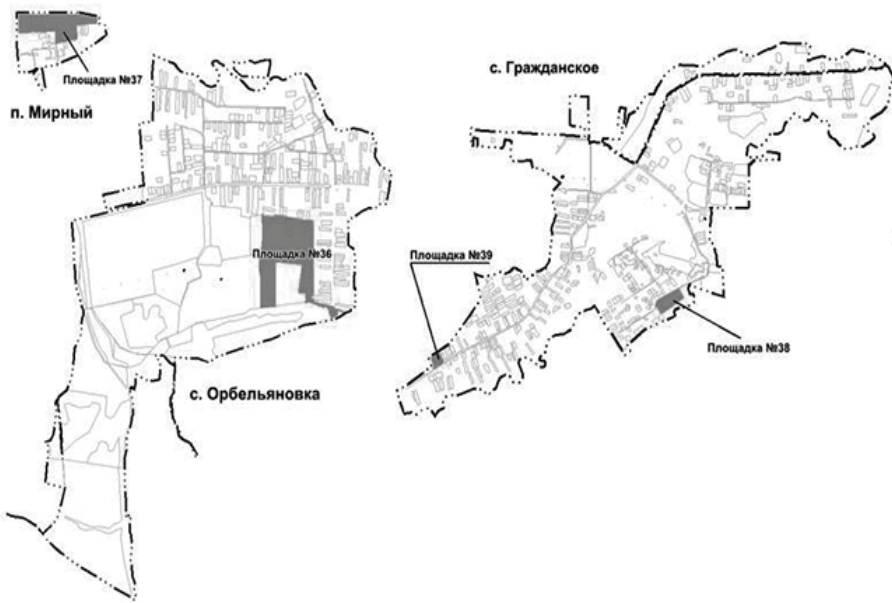 Площадка №37
п. Мирный
с. Гражданское
Площадка №36
Площадка №39
Площадка №38
с. Орбельяновка